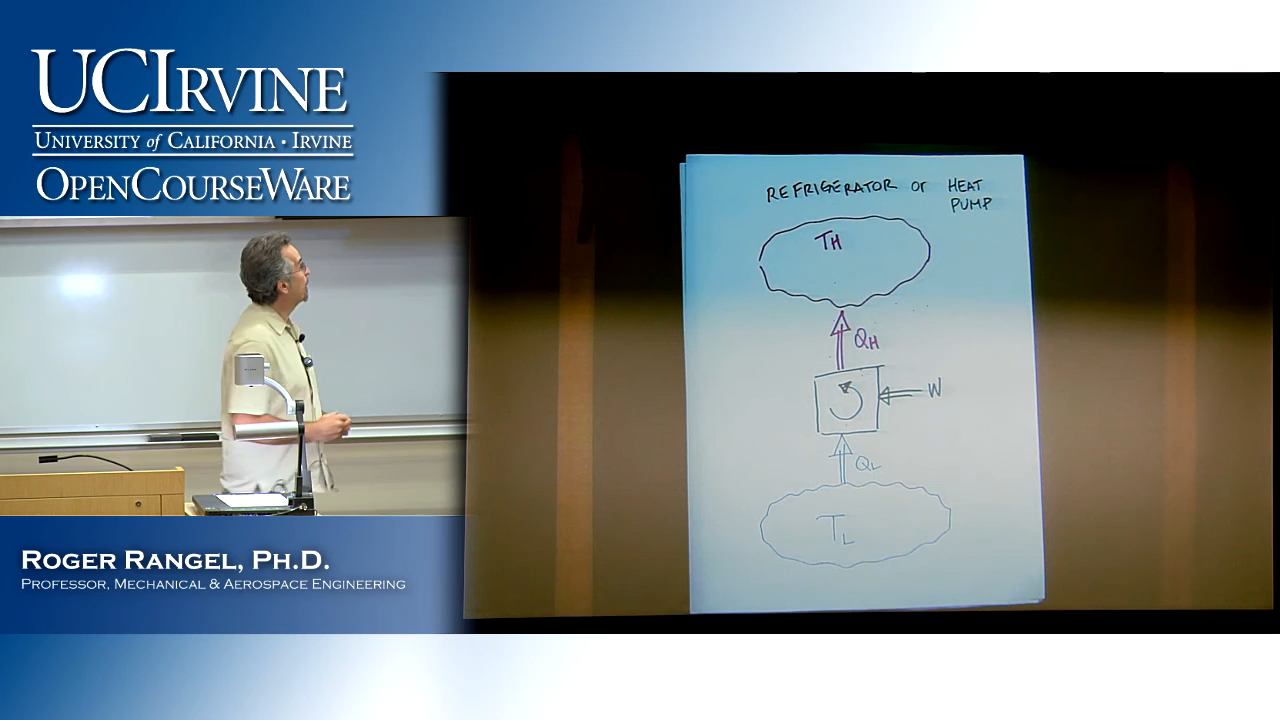 UCIRVINE
UNIVERSITY of CALIFORNIA · IRVINE
OPENCOURSEWARE
ROGER RANGEL, PH.D.
PROFESSOR, MECHANICAL & AEROSPACE ENGINEERING
REFRIGERATOR or HEAT
PUMP
TH
QH
W
QL
TL